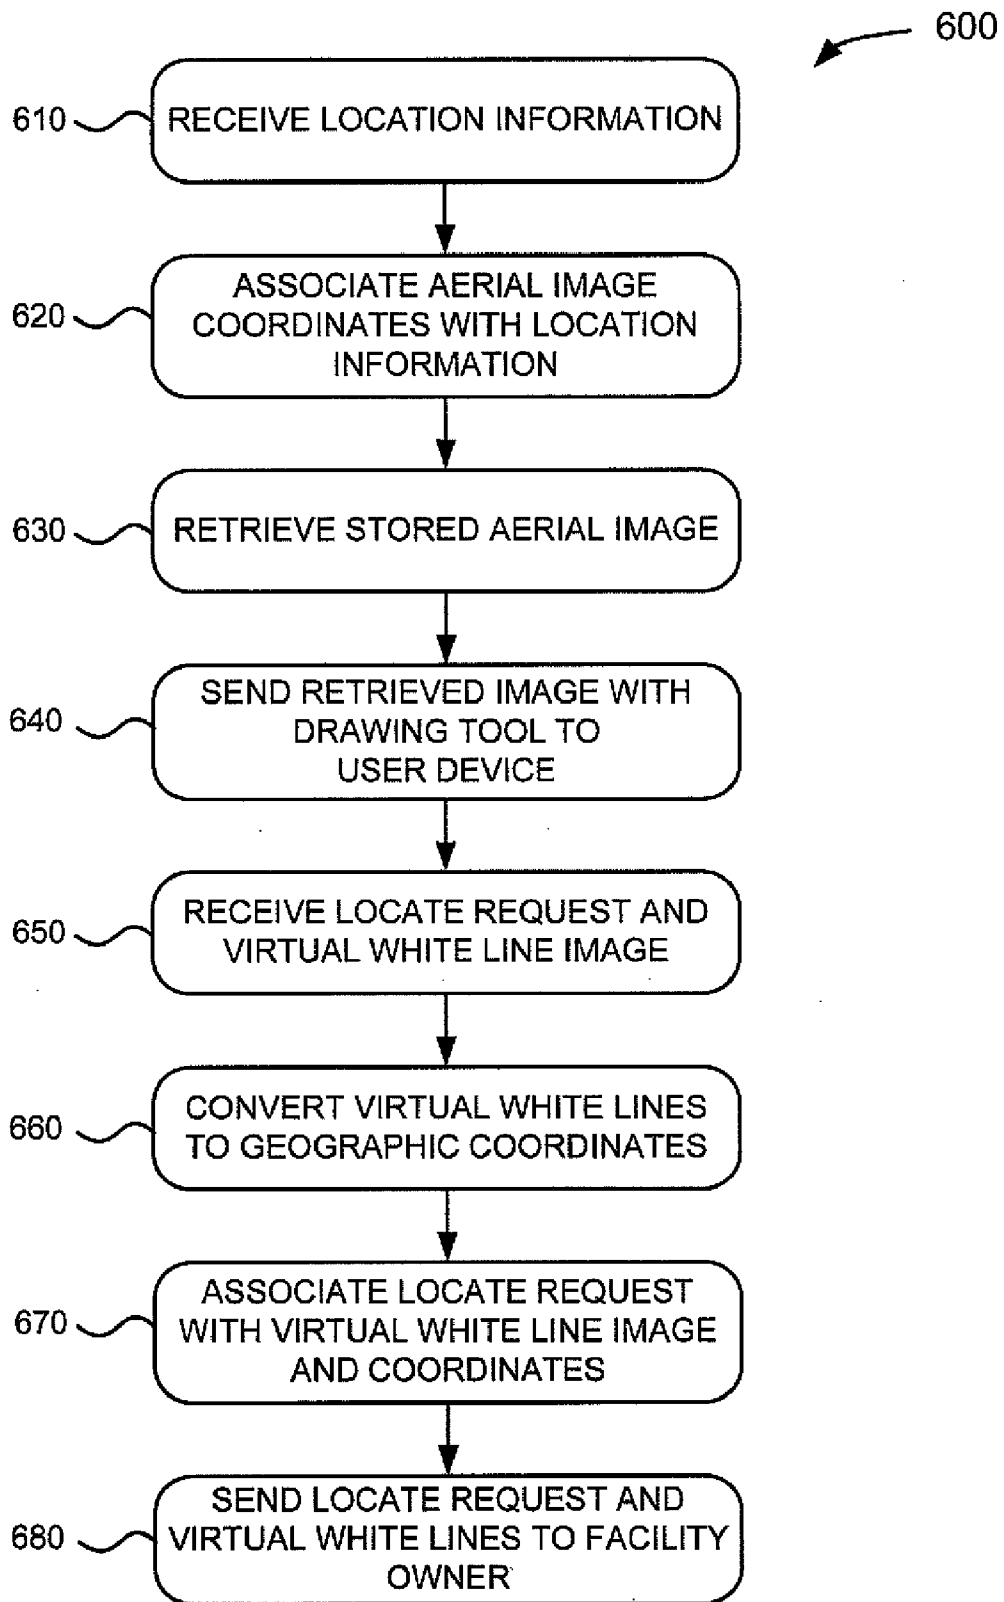 600
610
RECEIVE LOCATION INFORMATION
620
ASSOCIATE AERIAL IMAGE
COORDINATES WITH LOCATION
INFORMATION
630
RETRIEVE STORED AERIAL IMAGE
640
SEND RETRIEVED IMAGE WITH
DRAWING TOOL TO
USER DEVICE
650
RECEIVE LOCATE REQUEST AND
VIRTUAL WHITE LINE IMAGE
660
CONVERT VIRTUAL WHITE LINES
TO GEOGRAPHIC COORDINATES
670
ASSOCIATE LOCATE REQUEST
WITH VIRTUAL WHITE LINE IMAGE
AND COORDINATES
680
SEND LOCATE REQUEST AND
VIRTUAL WHITE LINES TO FACILITY
OWNER